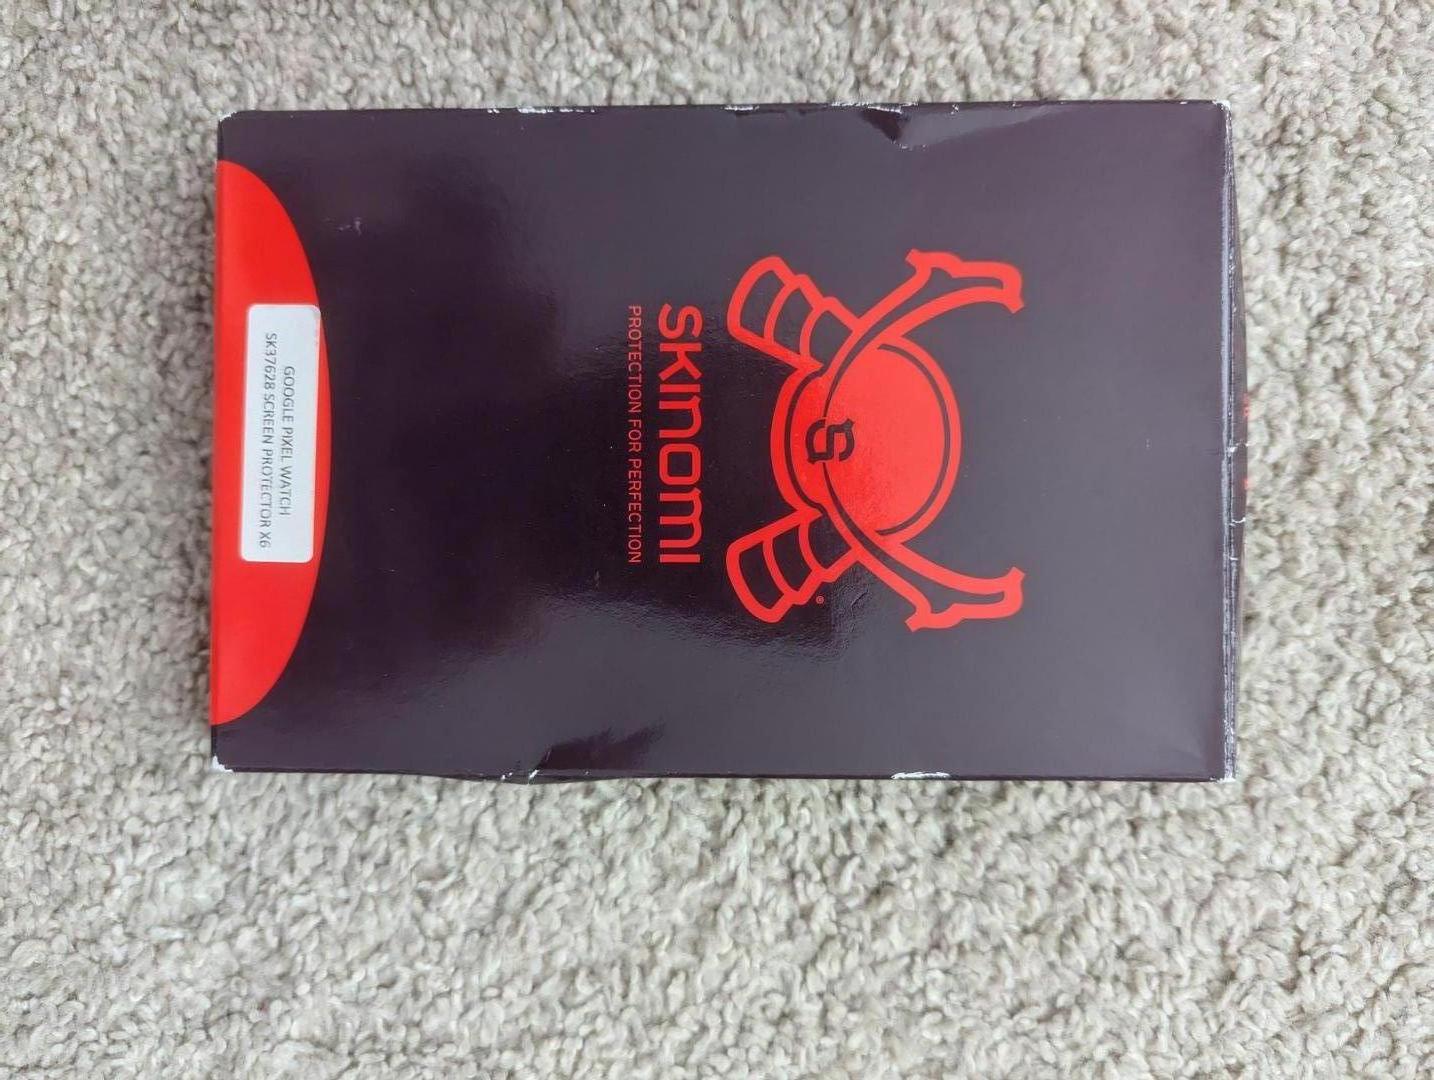 S
SKINOMI
PROTECTION FOR PERFECTION
GOOGLE PIXEL WATCH
SK37628 SCREEN PROTECTOR X6